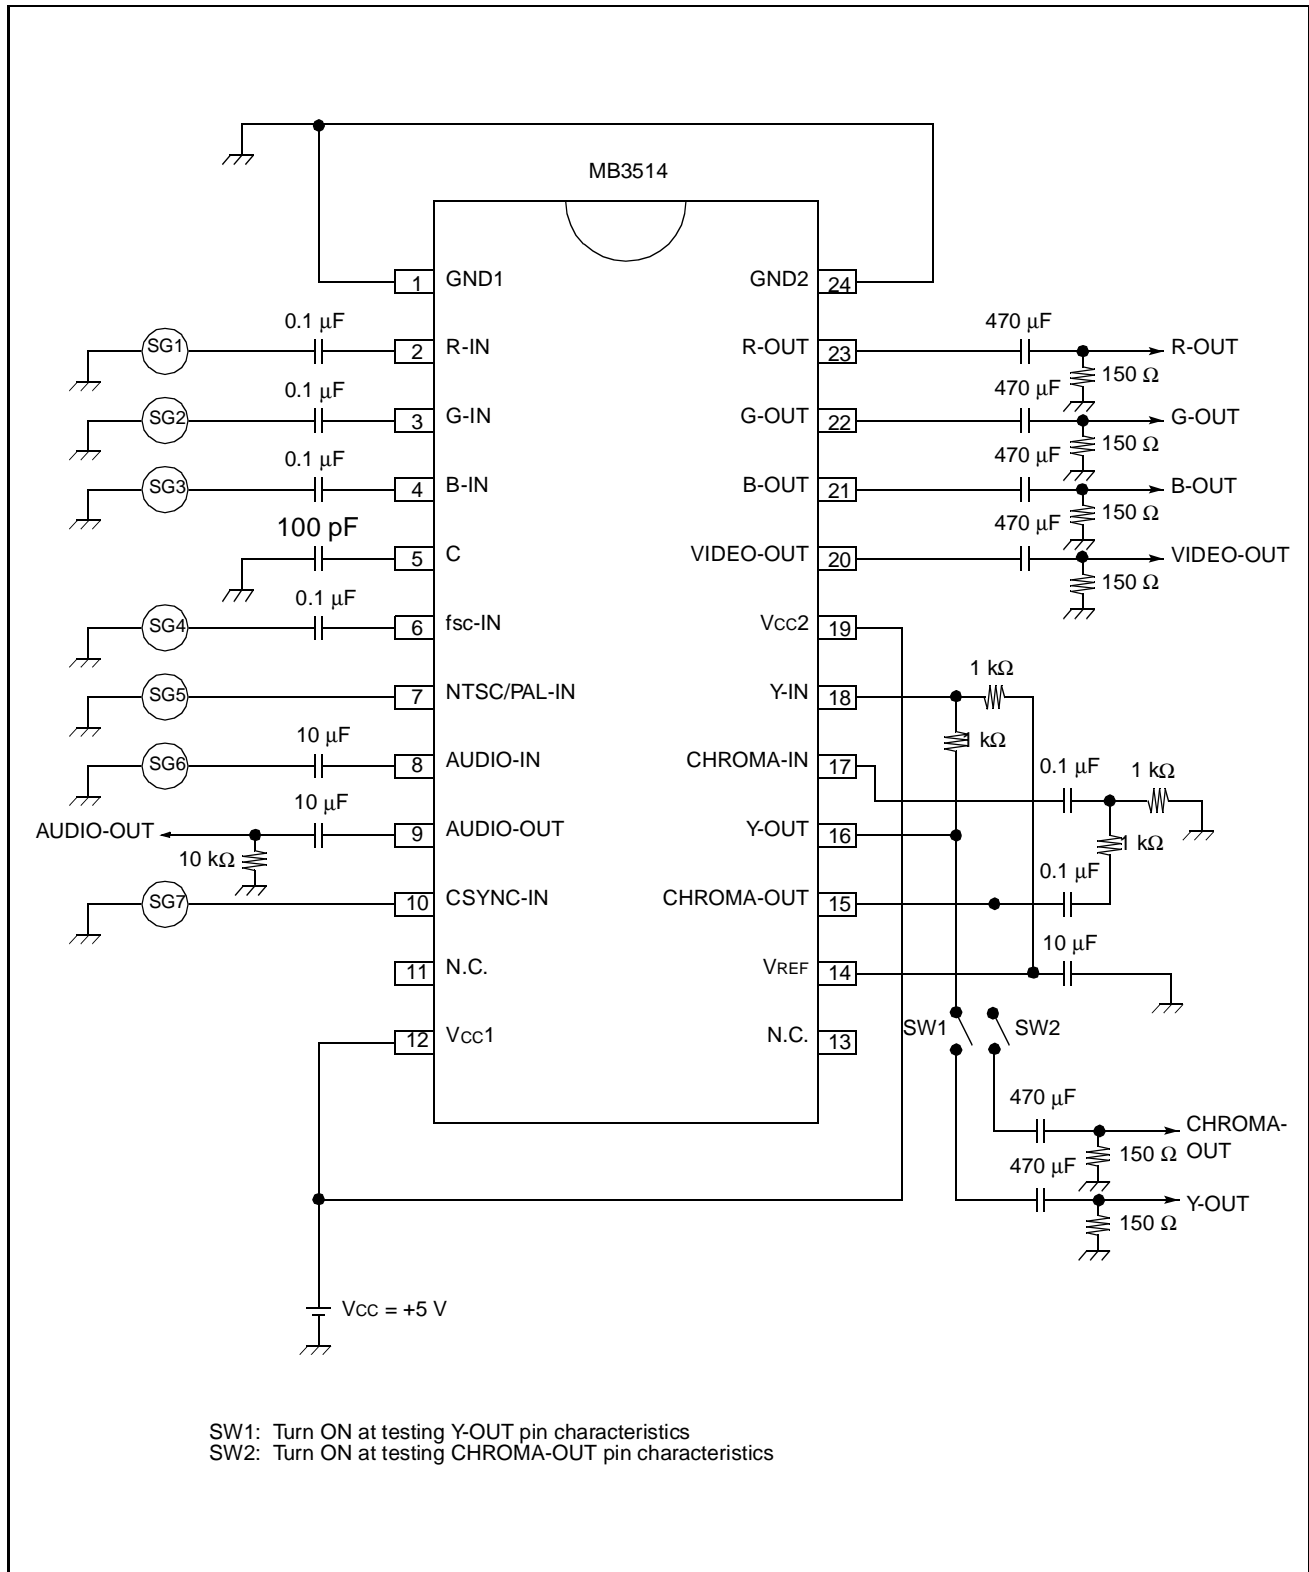 MB3514
1 GND1 GND2 24
0.1 µF 470 µF
SG1 2 R-IN R-OUT 23 R-OUT
150 Ω
0.1 µF 470 µF
SG2 3 G-IN G-OUT 22 G-OUT
150 Ω
0.1 µF 470 µF
SG3 4 B-IN B-OUT 21 B-OUT
150 Ω
100 pF 470 µF
5 C VIDEO-OUT 20 VIDEO-OUT
150 Ω
0.1 µF
SG4 6 fsc-IN VCC2 19
1 kΩ
SG5 7 NTSC/PAL-IN Y-IN 18
1 kΩ
10 µF
SG6 8 AUDIO-IN CHROMA-IN 17
0.1 µF 1 kΩ
10 µF
AUDIO-OUT 9 AUDIO-OUT Y-OUT 16
1 kΩ
10 kΩ
0.1 µF
SG7 10 CSYNC-IN CHROMA-OUT 15
10 µF
11 N.C. VREF 14
12 VCC1 N.C. 13
SW1 SW2
470 µF
CHROMA-
OUT
150 Ω
470 µF
Y-OUT
150 Ω
VCC = +5 V
SW1: Turn ON at testing Y-OUT pin characteristics
SW2: Turn ON at testing CHROMA-OUT pin characteristics